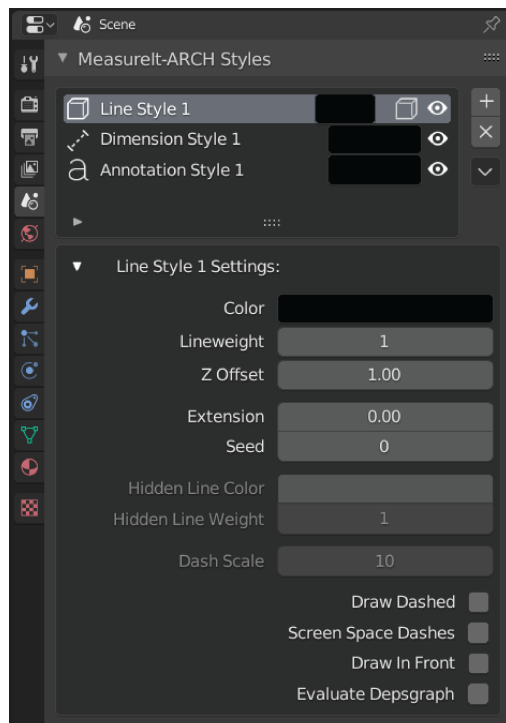 Scene
MeasureIt-ARCH Styles
Line Style 1
Dimension Style 1
a Annotation Style 1
Line Style 1 Settings:
Color
Lineweight 1
Z Offset 1.00
Extension 0.00
Seed 0
Hidden Line Color
Hidden Line Weight 1
Dash Scale 10
Draw Dashed
Screen Space Dashes
Draw In Front
Evaluate Depsgraph